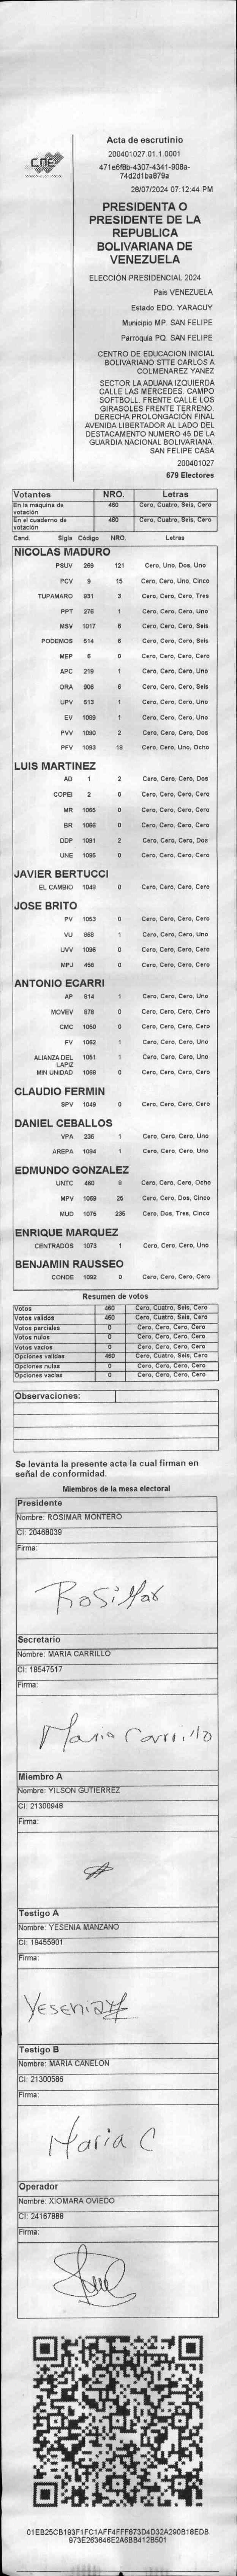 CNE
Acta de escrutinio
200401027.01.1.0001
471e6f6b-4307-4341-908a-
74d2d1ba879a
28/07/2024 07:12:44 PM
PRESIDENTA O
PRESIDENTE DE LA
REPUBLICA
BOLIVARIANA DE
VENEZUELA
ELECCIÓN PRESIDENCIAL 2024
Pais VENEZUELA
Estado EDO. YARACUY
Municipio MP. SAN FELIPE
Parroquia PQ. SAN FELIPE
CENTRO DE EDUCACION INICIAL
BOLIVARIANO STTE CARLOS A
COLMENAREZ YANEZ
SECTOR LA ADUANA IZQUIERDA
CALLE LAS MERCEDES. CAMPO
SOFTBOLL. FRENTE CALLE LOS
GIRASOLES FRENTE TERRENO.
DERECHA PROLONGACIÓN FINAL
AVENIDA LIBERTADOR AL LADO DEL
DESTACAMENTO NUMERO 45 DE LA
GUARDIA NACIONAL BOLIVARIANA.
SAN FELIPE CASA
200401027
679 Electores
Votantes NRO. Letras
En la máquina de votación 460 Cero, Cuatro, Seis, Cero
En el cuaderno de votación 460 Cero, Cuatro, Seis, Cero
Cand. Sigla Código NRO. Letras
NICOLAS MADURO
PSUV 269 121 Cero, Uno, Dos, Uno
PCV 9 15 Cero, Cero, Uno, Cinco
TUPAMARO 931 3 Cero, Cero, Cero, Tres
PPT 276 1 Cero, Cero, Cero, Uno
MSV 1017 6 Cero, Cero, Cero, Seis
PODEMOS 514 6 Cero, Cero, Cero, Seis
MEP 6 0 Cero, Cero, Cero, Cero
APC 219 1 Cero, Cero, Cero, Uno
ORA 906 6 Cero, Cero, Cero, Seis
UPV 513 1 Cero, Cero, Cero, Uno
EV 1099 1 Cero, Cero, Cero, Uno
PVV 1090 2 Cero, Cero, Cero, Dos
PFV 1093 18 Cero, Cero, Uno, Ocho
LUIS MARTINEZ
AD 1 2 Cero, Cero, Cero, Dos
COPEI 2 0 Cero, Cero, Cero, Cero
MR 1065 0 Cero, Cero, Cero, Cero
BR 1066 0 Cero, Cero, Cero, Cero
DDP 1091 2 Cero, Cero, Cero, Dos
UNE 1095 0 Cero, Cero, Cero, Cero
JAVIER BERTUCCI
EL CAMBIO 1048 0 Cero, Cero, Cero, Cero
JOSE BRITO
PV 1053 0 Cero, Cero, Cero, Cero
VU 868 1 Cero, Cero, Cero, Uno
UVV 1096 0 Cero, Cero, Cero, Cero
MPJ 458 0 Cero, Cero, Cero, Cero
ANTONIO ECARRI
AP 914 1 Cero, Cero, Cero, Uno
MOVEV 878 0 Cero, Cero, Cero, Cero
CMC 1050 0 Cero, Cero, Cero, Cero
FV 1062 1 Cero, Cero, Cero, Uno
ALIANZA DEL LAPIZ 1051 1 Cero, Cero, Cero, Uno
MIN UNIDAD 1069 0 Cero, Cero, Cero, Cero
CLAUDIO FERMIN
SPV 1049 0 Cero, Cero, Cero, Cero
DANIEL CEBALLOS
VPA 236 1 Cero, Cero, Cero, Uno
AREPA 1094 1 Cero, Cero, Cero, Uno
EDMUNDO GONZALEZ
UNTC 460 8 Cero, Cero, Cero, Ocho
MPV 1069 25 Cero, Cero, Dos, Cinco
MUD 1075 235 Cero, Dos, Tres, Cinco
ENRIQUE MARQUEZ
CENTRADOS 1073 1 Cero, Cero, Cero, Uno
BENJAMIN RAUSSEO
CONDE 1092 0 Cero, Cero, Cero, Cero
Resumen de votos
Votos 460 Cero, Cuatro, Seis, Cero
Votos validos 460 Cero, Cuatro, Seis, Cero
Votos parciales 0 Cero, Cero, Cero, Cero
Votos nulos 0 Cero, Cero, Cero, Cero
Votos vacios 0 Cero, Cero, Cero, Cero
Opciones validas 460 Cero, Cuatro, Seis, Cero
Opciones nulas 0 Cero, Cero, Cero, Cero
Opciones vacias 0 Cero, Cero, Cero, Cero
Observaciones:
Se levanta la presente acta la cual firman en
señal de conformidad.
Miembros de la mesa electoral
Presidente
Nombre: ROSIMAR MONTERO
CI: 20468039
Firma:
Rosimar
Secretario
Nombre: MARIA CARRILLO
CI: 18547517
Firma:
Maria Carrillo
Miembro A
Nombre: YILSON GUTIERREZ
CI: 21300948
Firma:
Testigo A
Nombre: YESENIA MANZANO
CI: 19455901
Firma:
Yesenia
Testigo B
Nombre: MARIA CANELON
CI: 21300586
Firma:
Maria C
Operador
Nombre: XIOMARA OVIEDO
CI: 24167888
Firma:
01EB25CB193F1FC1AFF4FFF873D4D32A290B18EDB
973E263646E2A6BB412B501